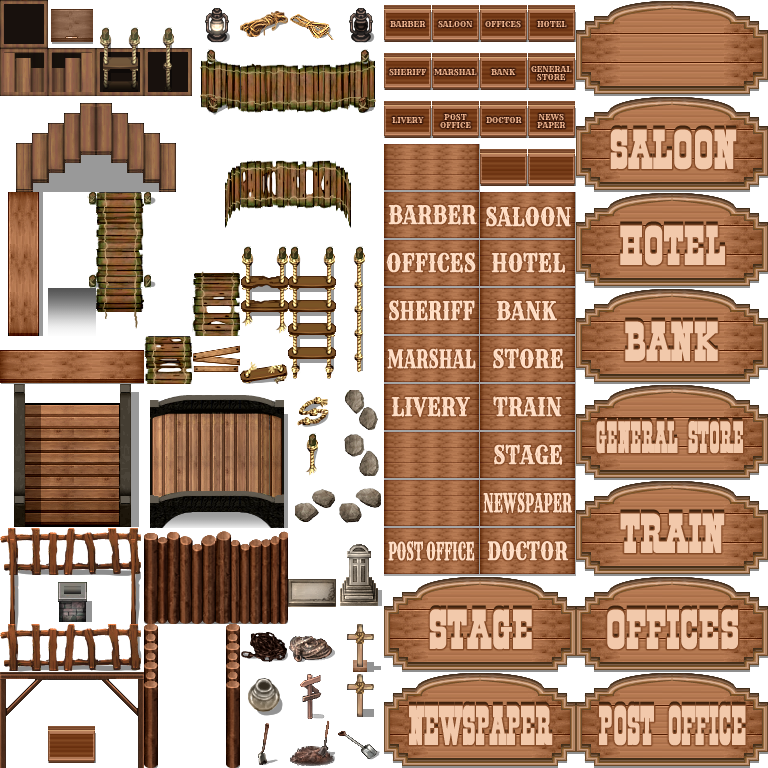 BARBER SALOON OFFICES HOTEL
SHERIFF MARSHAL BANK GENERAL STORE
LIVERY POST OFFICE DOCTOR NEWS PAPER
SALOON
BARBER SALOON
HOTEL
OFFICES HOTEL
SHERIFF BANK
BANK
MARSHAL STORE
LIVERY TRAIN
GENERAL STORE
STAGE
NEWSPAPER
TRAIN
POST OFFICE DOCTOR
STAGE OFFICES
NEWSPAPER POST OFFICE